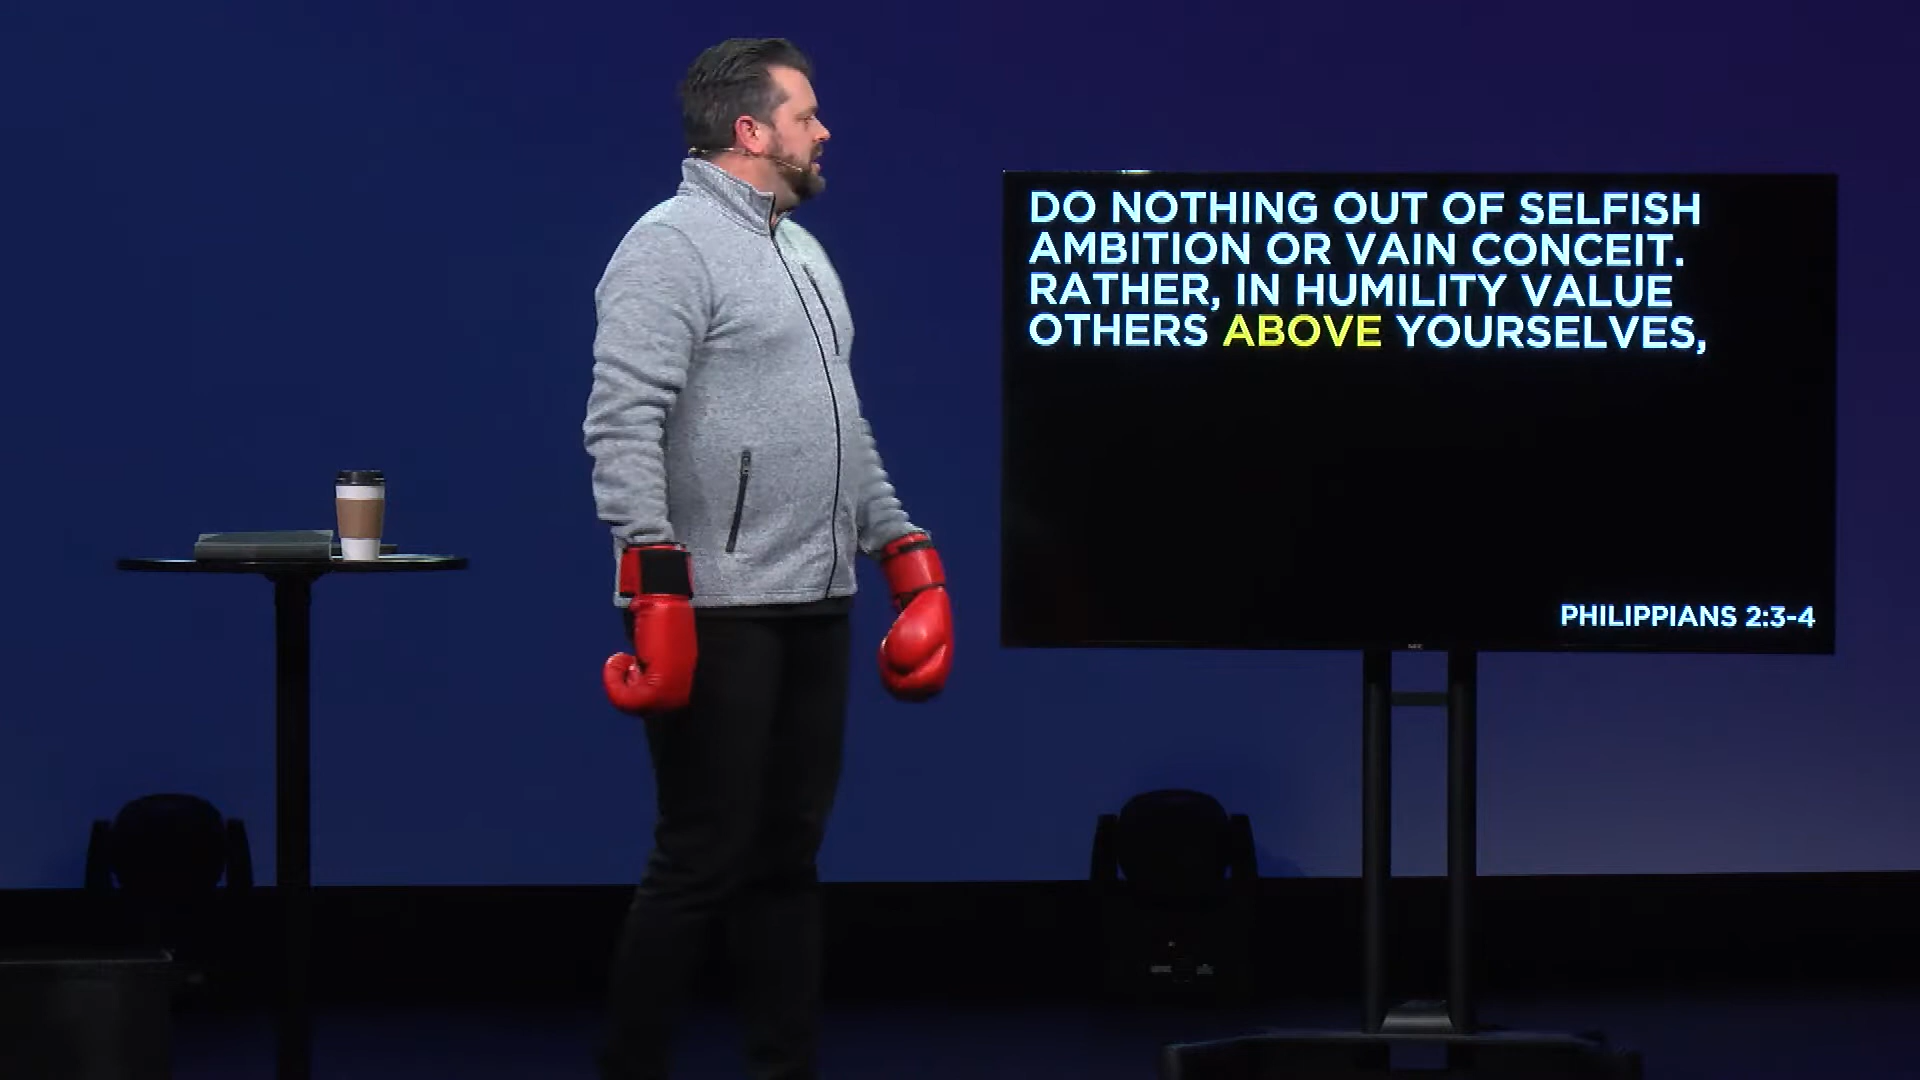 DO NOTHING OUT OF SELFISH
AMBITION OR VAIN CONCEIT.
RATHER, IN HUMILITY VALUE
OTHERS ABOVE YOURSELVES,
PHILIPPIANS 2:3-4